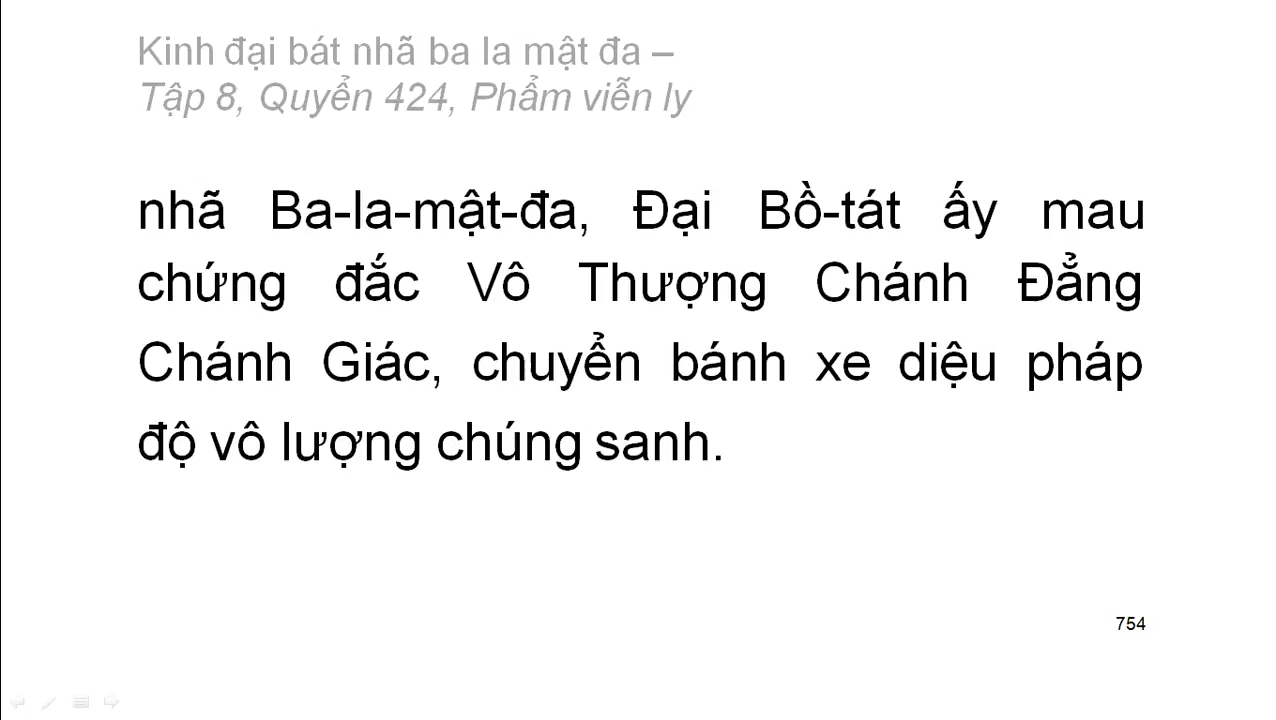 Kinh đại bát nhã ba la mật đa –
Tập 8, Quyển 424, Phẩm viễn ly
nhã Ba-la-mật-đa, Đại Bồ-tát ấy mau
chứng đắc Vô Thượng Chánh Đẳng
Chánh Giác, chuyển bánh xe diệu pháp
độ vô lượng chúng sanh.
754